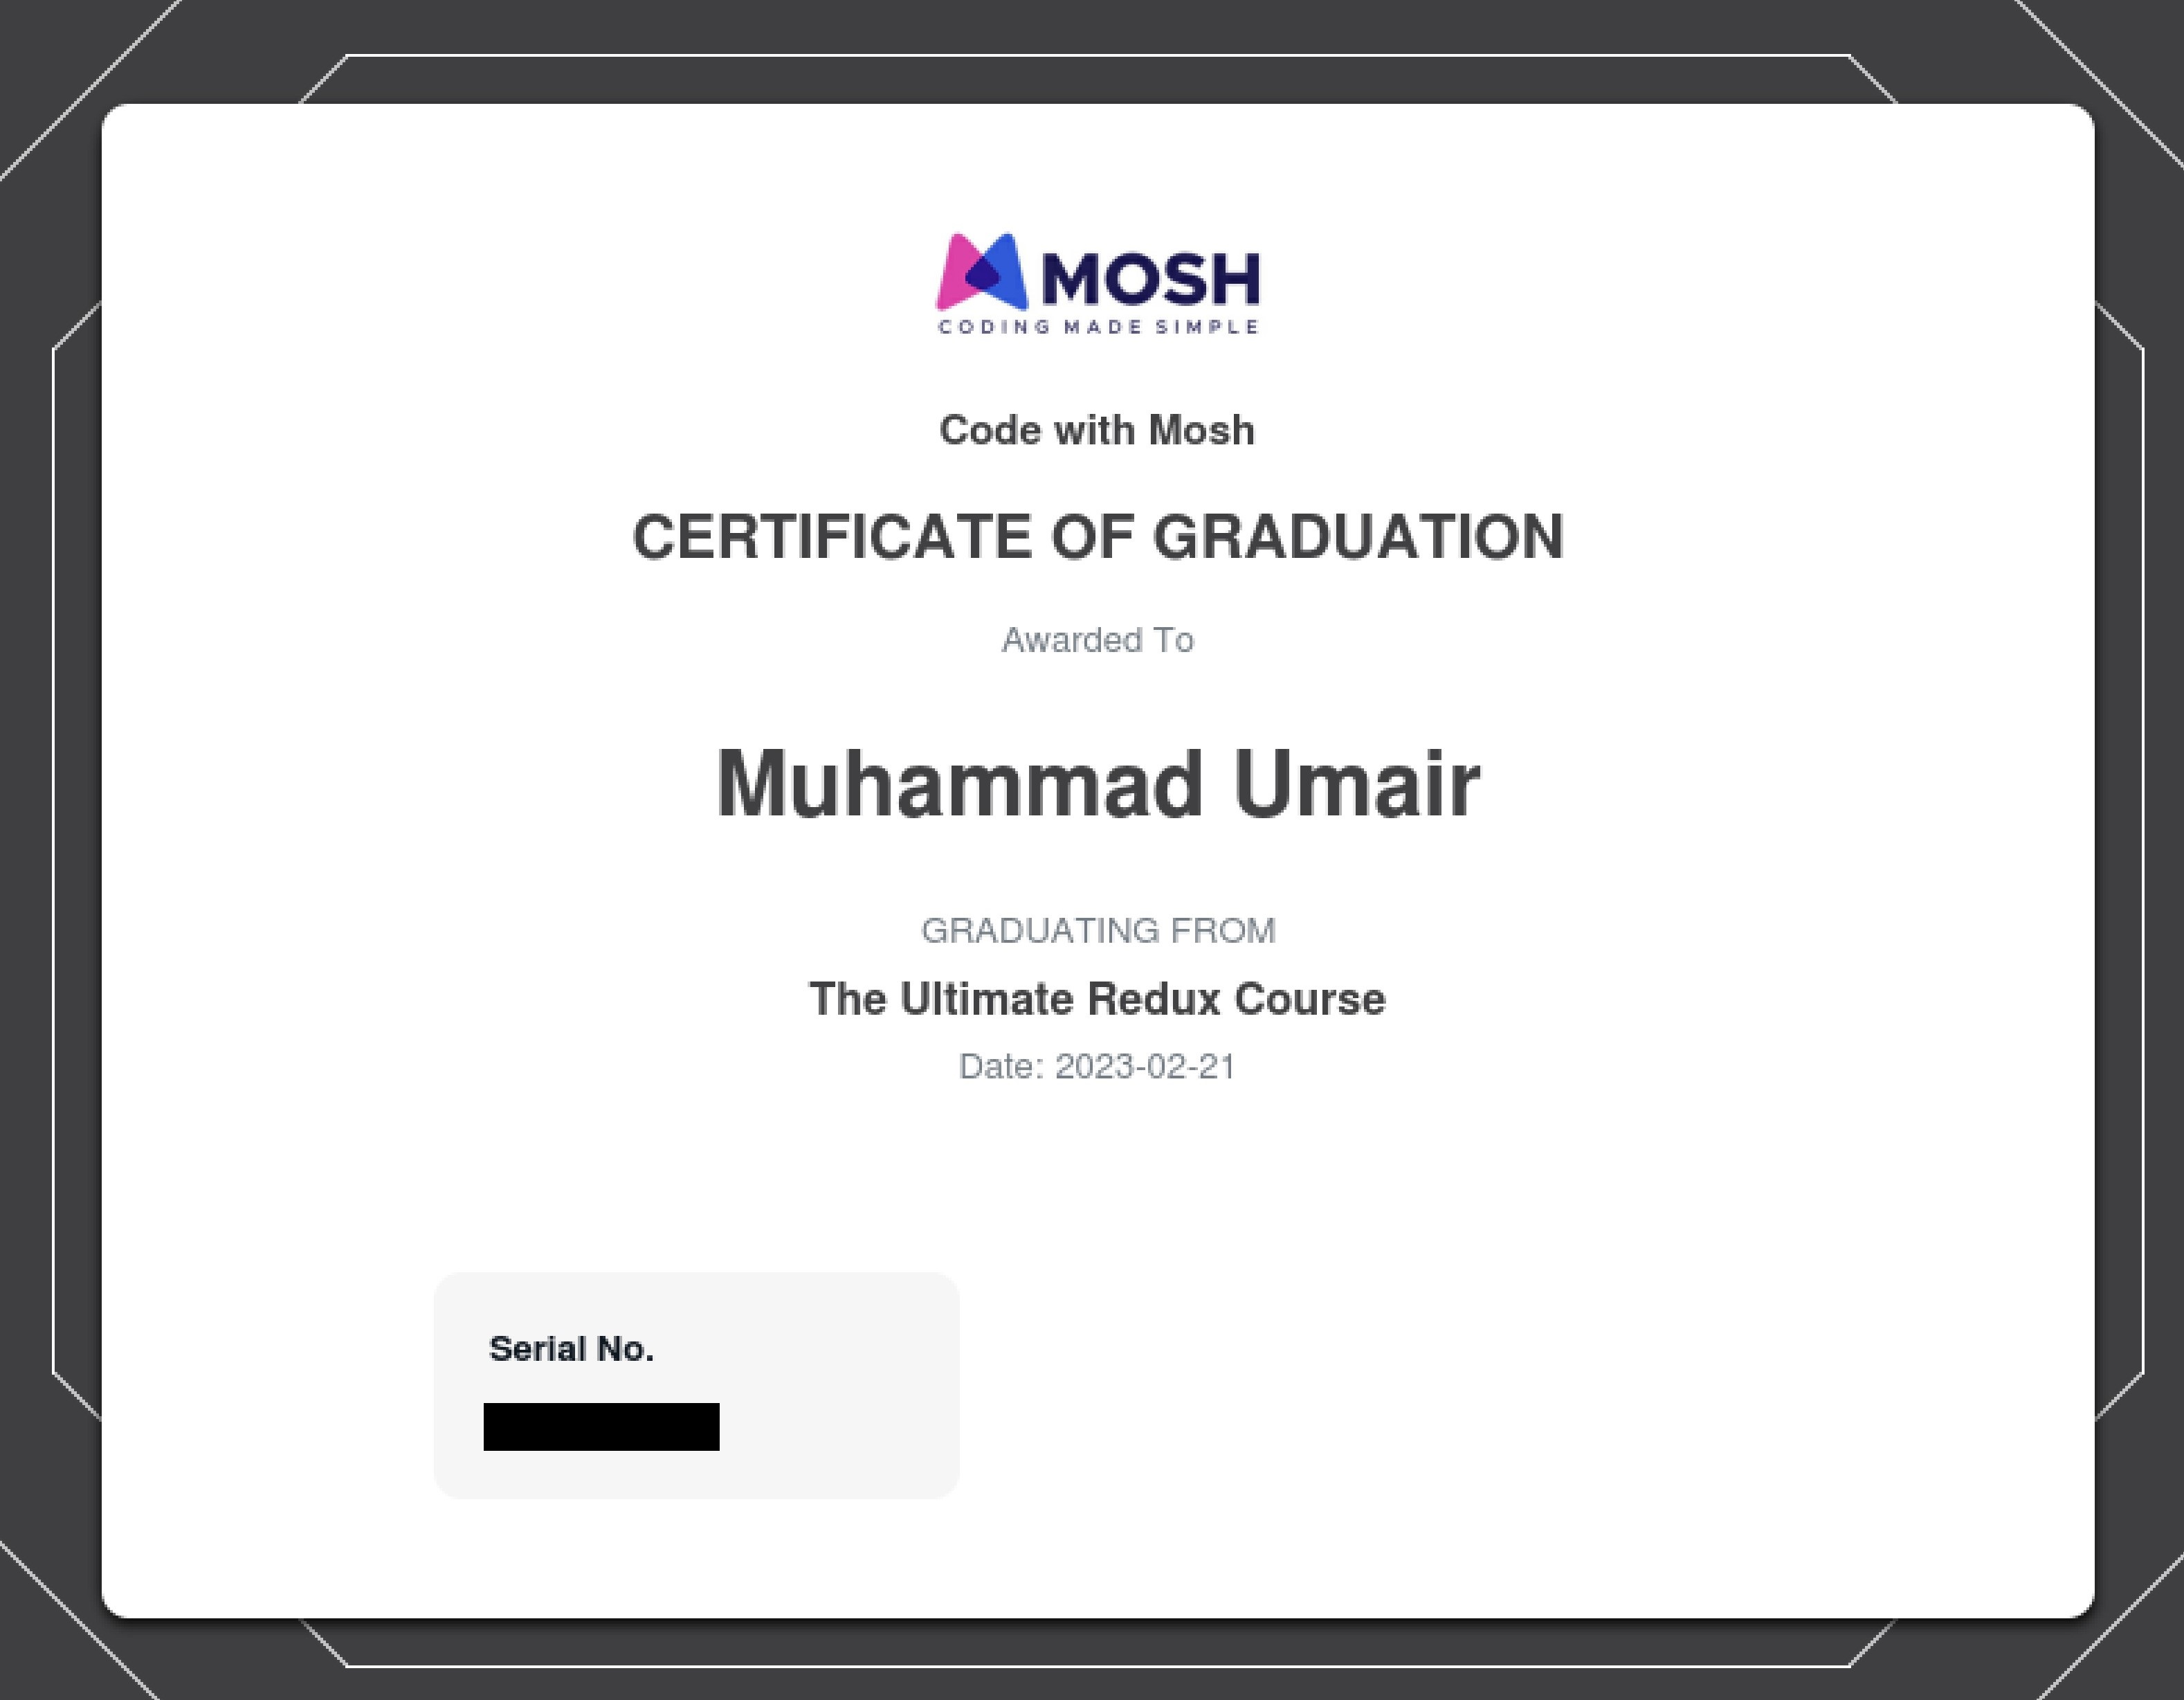 MOSH
CODING MADE SIMPLE
Code with Mosh
CERTIFICATE OF GRADUATION
Awarded To
Muhammad Umair
GRADUATING FROM
The Ultimate Redux Course
Date: 2023-02-21
Serial No.